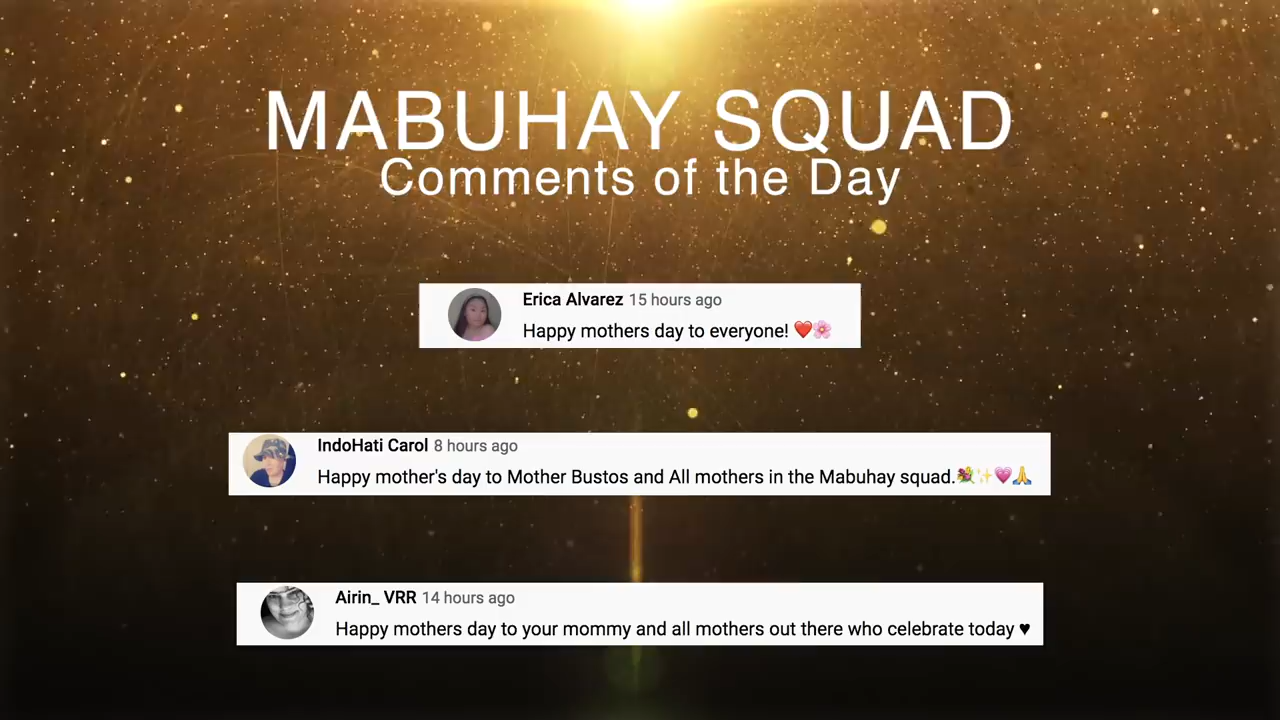 MABUHAY SQUAD
Comments of the Day
Erica Alvarez 15 hours ago
Happy mothers day to everyone! ❤️🌸
IndoHati Carol 8 hours ago
Happy mother's day to Mother Bustos and All mothers in the Mabuhay squad.💐✨💗🙏
Airin_ VRR 14 hours ago
Happy mothers day to your mommy and all mothers out there who celebrate today ♥